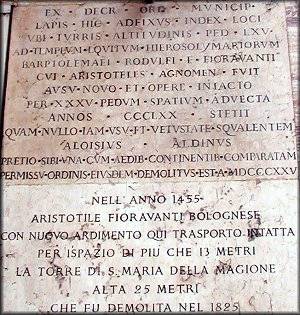 EX · DECR · ORD · MVNICIP
LAPIS · HIC · ADFIXVS · INDEX · LOCI
VBI · TVRRIS · ALTITVDINIS · PED · LXV
AD · TEMPLVM · EQVITVM · HIEROSOL · MARIORVM
BARPTOLEMAEI · RODVLFI · F · FIORAVANTI
CVI · ARISTOTELES · AGNOMEN · FVIT
AVSV · NOVO · ET · OPERE · INTACTO
PER · XXXV · PEDVM · SPATIVM · ADVECTA
ANNOS · CCCLXX · STETIT
QVAM · NVLLO · IAM · VSV · ET · VETVSTATE · SQVALENTEM
ALOISIVS · ALDINVS
PRETIO · SIBI · VNA · CVM · AEDIB · CONTINENTIB · COMPARATAM
PERMISSV · ORDINIS · EIVSDEM · DEMOLITVS · EST · A · MDCCCXXV
NELL'ANNO 1455
ARISTOTILE FIORAVANTI BOLOGNESE
CON NUOVO ARDIMENTO QUI TRASPORTO INTATTA
PER ISPAZIO DI PIU CHE 13 METRI
LA TORRE DI S. MARIA DELLA MAGIONE
ALTA 25 METRI
CHE FU DEMOLITA NEL 1825